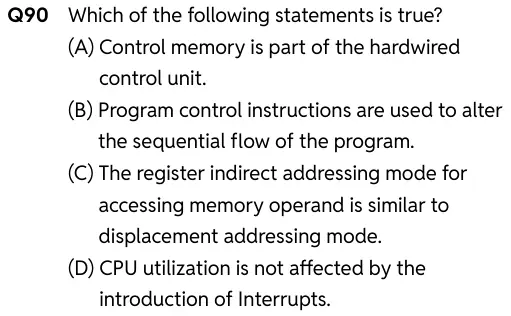 Q90 Which of the following statements is true?
(A) Control memory is part of the hardwired
control unit.
(B) Program control instructions are used to alter
the sequential flow of the program.
(C) The register indirect addressing mode for
accessing memory operand is similar to
displacement addressing mode.
(D) CPU utilization is not affected by the
introduction of Interrupts.